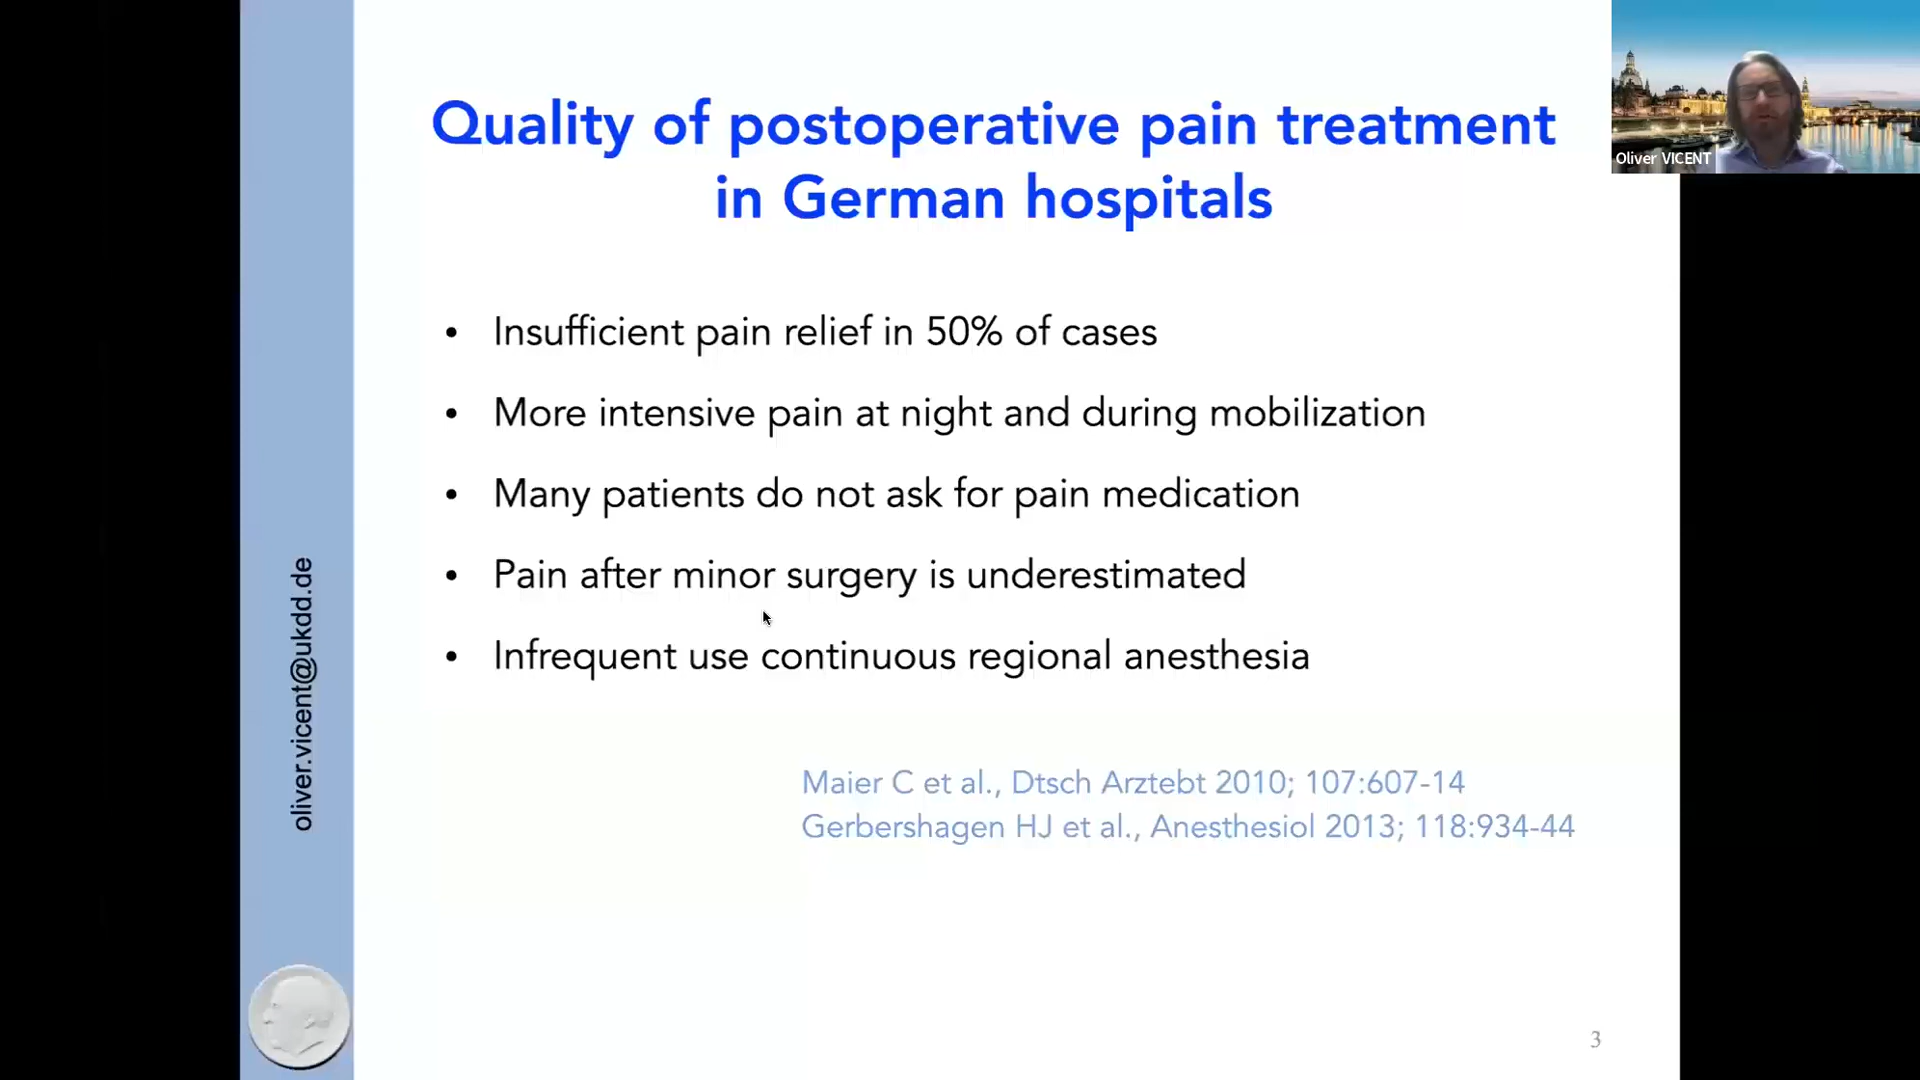 Quality of postoperative pain treatment
in German hospitals
Oliver VICENT
• Insufficient pain relief in 50% of cases
• More intensive pain at night and during mobilization
• Many patients do not ask for pain medication
• Pain after minor surgery is underestimated
• Infrequent use continuous regional anesthesia
oliver.vicent@ukdd.de
Maier C et al., Dtsch Arztebt 2010; 107:607-14
Gerbershagen HJ et al., Anesthesiol 2013; 118:934-44
3